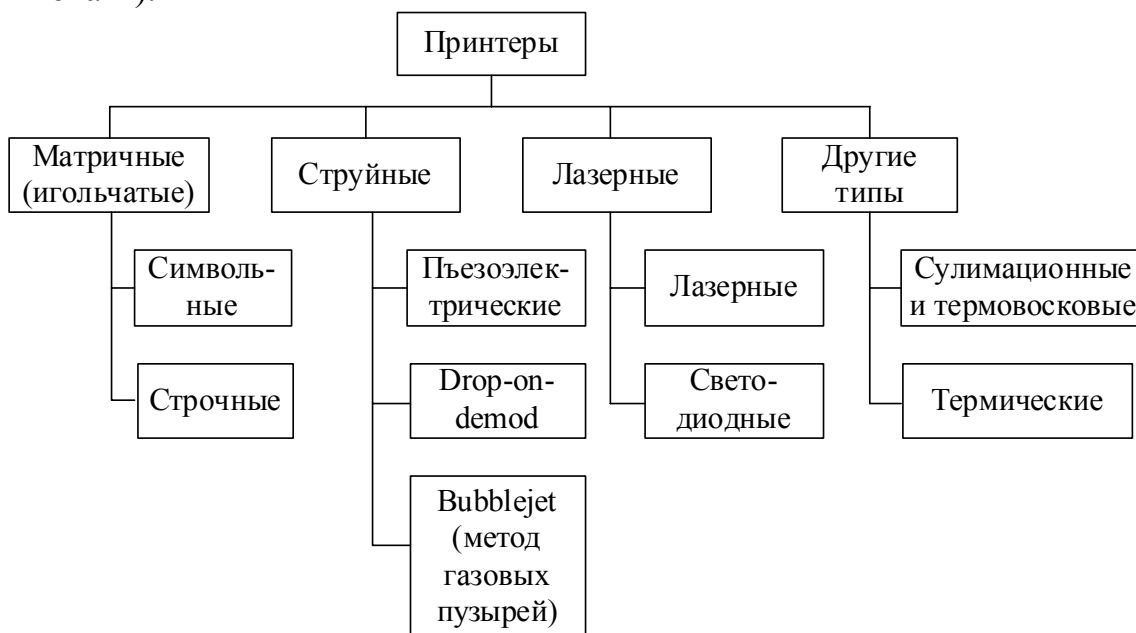 Принтеры
Матричные
(игольчатые)
Струйные
Лазерные
Другие
типы
Символь-
ные
Строчные
Пъезоэлек-
трические
Drop-on-
demod
Bubblejet
(метод
газовых
пузырей)
Лазерные
Свето-
диодные
Сулимационные
и термовосковые
Термические